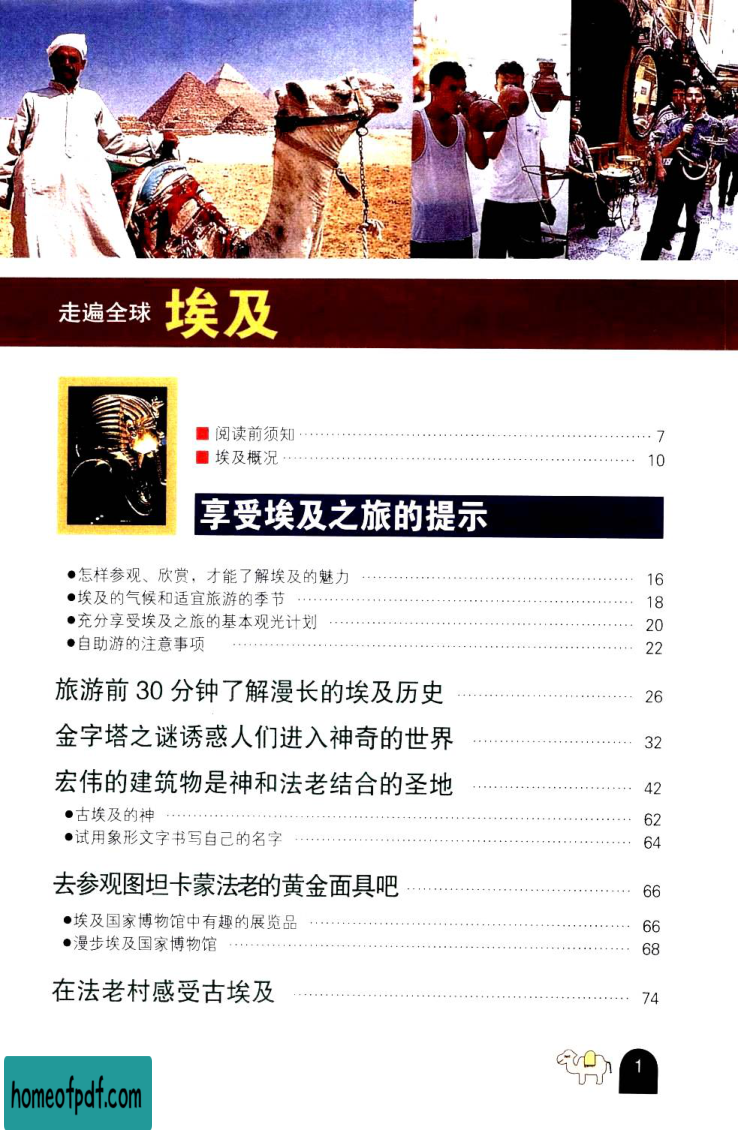 走遍全球 埃及
■ 阅读前须知 7
■ 埃及概况 10
享受埃及之旅的提示
●怎样参观、欣赏，才能了解埃及的魅力 16
●埃及的气候和适宜旅游的季节 18
●充分享受埃及之旅的基本观光计划 20
●自助游的注意事项 22
旅游前 30 分钟了解漫长的埃及历史 26
金字塔之谜诱惑人们进入神奇的世界 32
宏伟的建筑物是神和法老结合的圣地 42
●古埃及的神 62
●试用象形文字书写自己的名字 64
去参观图坦卡蒙法老的黄金面具吧 66
●埃及国家博物馆中有趣的展览品 66
●漫步埃及国家博物馆 68
在法老村感受古埃及 74
1
homeofpdf.com